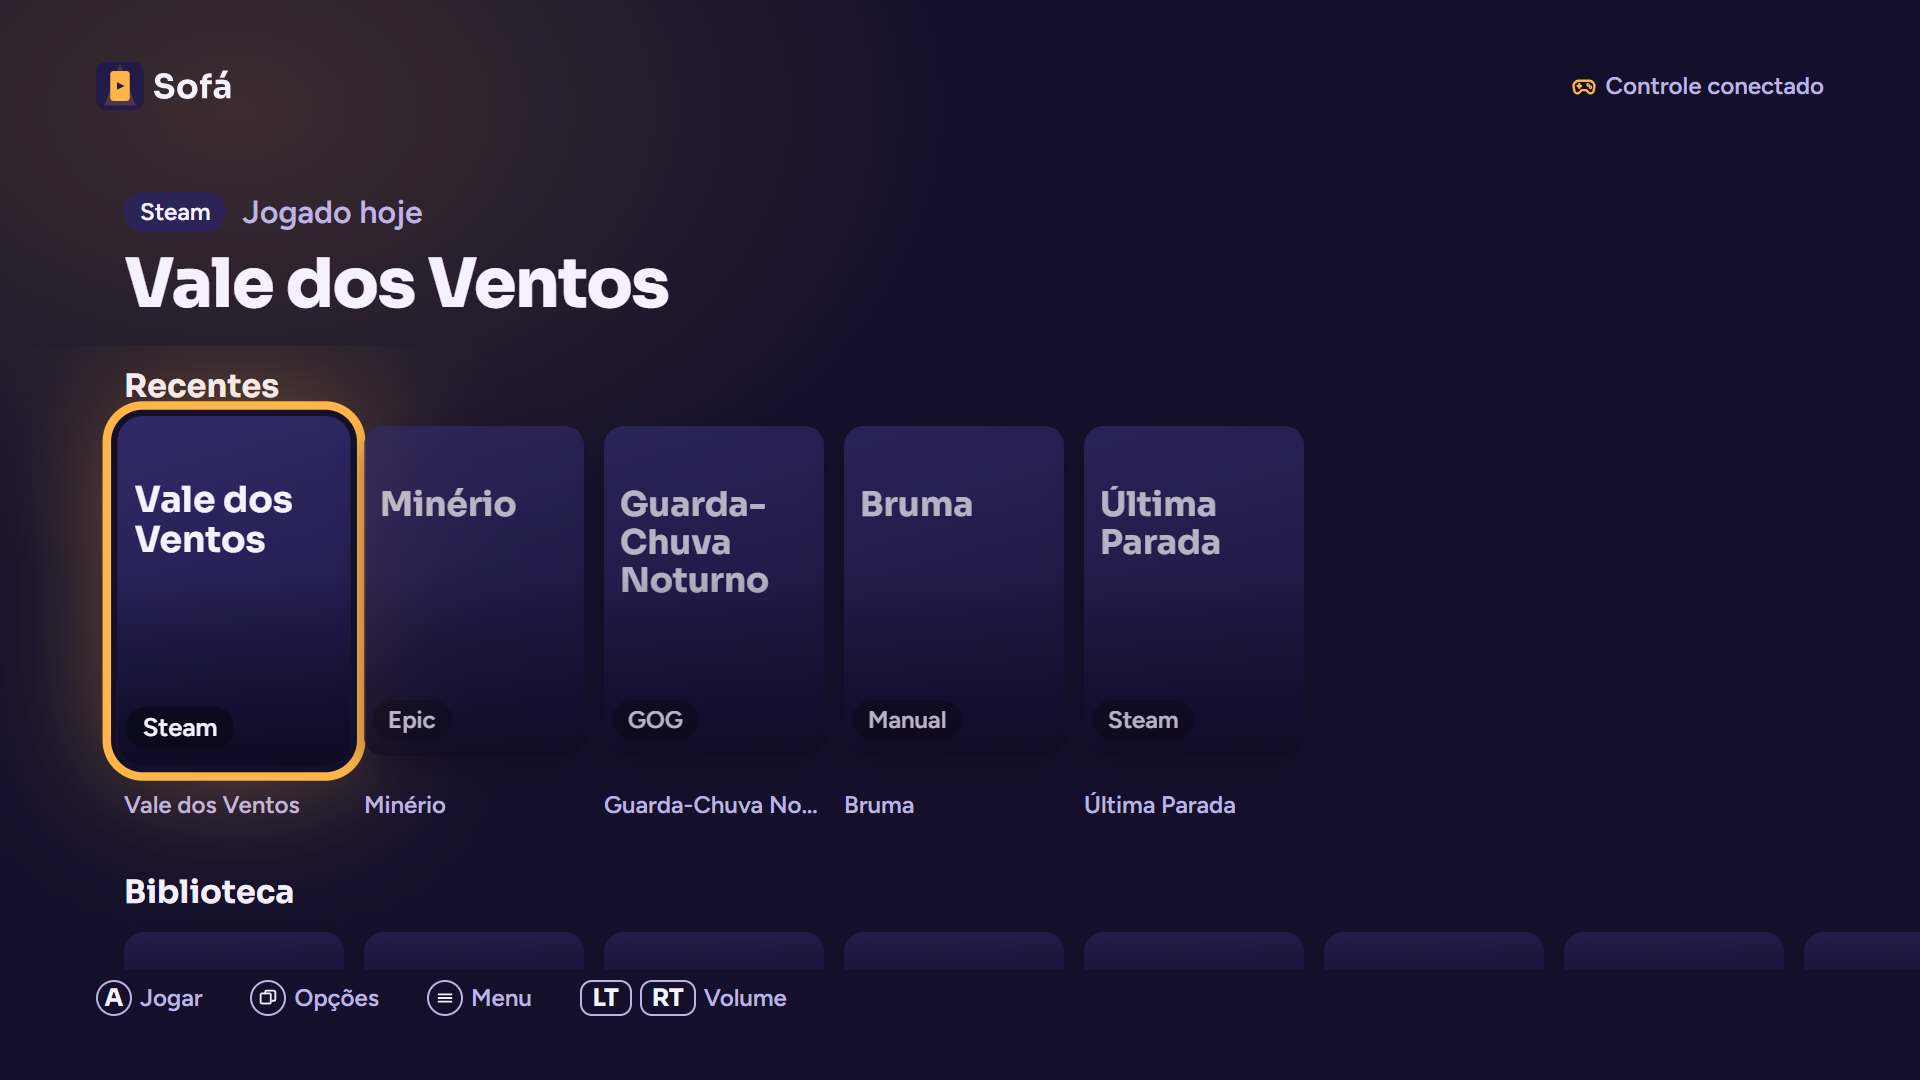 Sofá
Controle conectado
Steam Jogado hoje
Vale dos Ventos
Recentes
Vale dos
Ventos
Steam
Minério
Epic
Guarda-
Chuva
Noturno
GOG
Bruma
Manual
Última
Parada
Steam
Vale dos Ventos
Minério
Guarda-Chuva No...
Bruma
Última Parada
Biblioteca
A Jogar
Opções
Menu
LT RT Volume